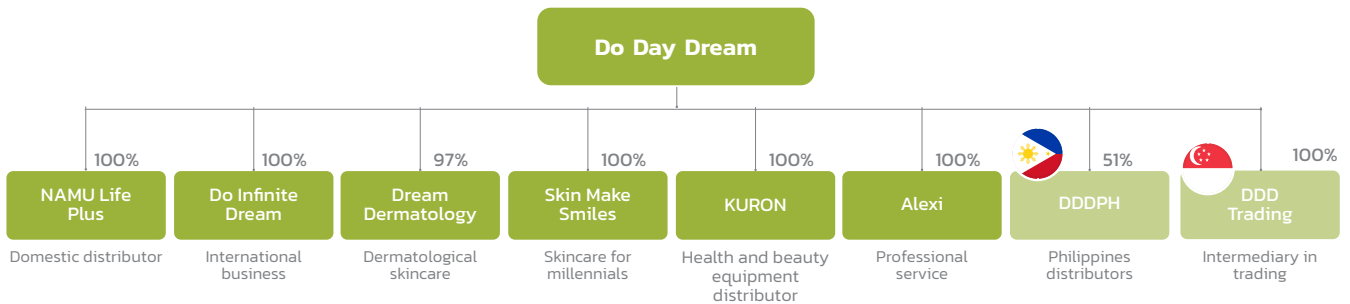 Do Day Dream
100%
100%
97%
100%
100%
100%
51%
100%
NAMU Life
Plus
Do Infinite
Dream
Dream
Dermatology
Skin Make
Smiles
KURON
Alexi
DDDPH
DDD
Trading
Domestic distributor
International
business
Dermatological
skincare
Skincare for
millennials
Health and beauty
equipment
distributor
Professional
service
Philippines
distributors
Intermediary in
trading